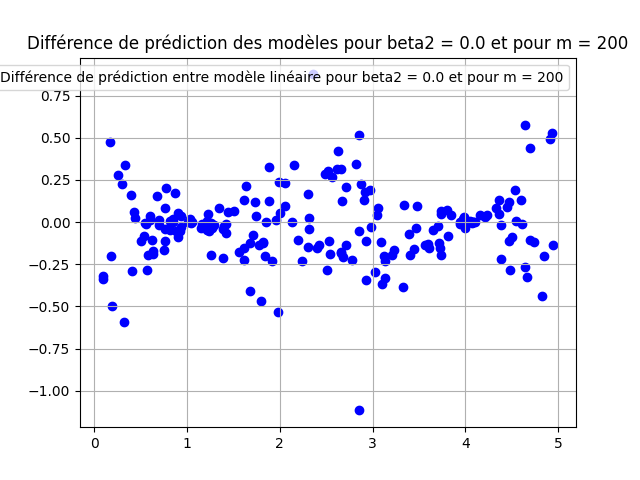 Différence de prédiction des modèles pour beta2 = 0.0 et pour m = 200
Différence de prédiction entre modèle linéaire pour beta2 = 0.0 et pour m = 200
0.75
0.50
0.25
0.00
−0.25
−0.50
−0.75
−1.00
0 1 2 3 4 5